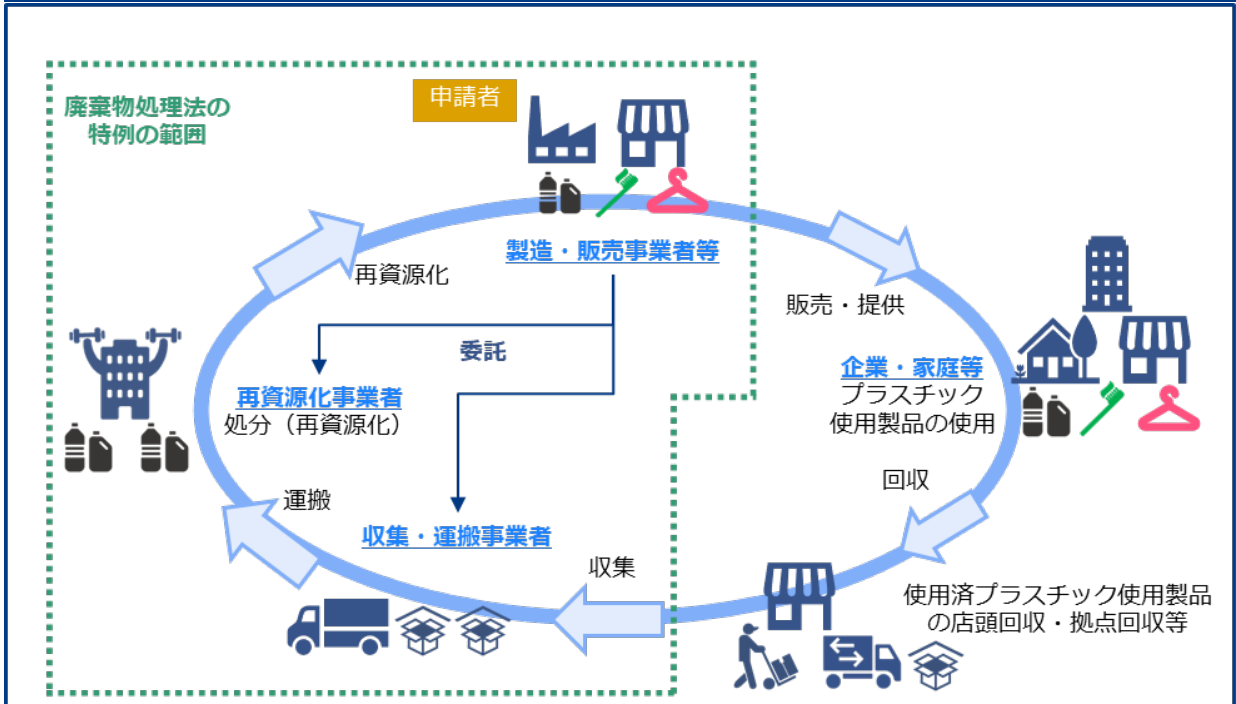 廃棄物処理法の
特例の範囲
申請者
製造・販売事業者等
再資源化
販売・提供
委託
企業・家庭等
プラスチック
使用製品の使用
再資源化事業者
処分（再資源化）
回収
運搬
収集・運搬事業者
収集
使用済プラスチック使用製品
の店頭回収・拠点回収等